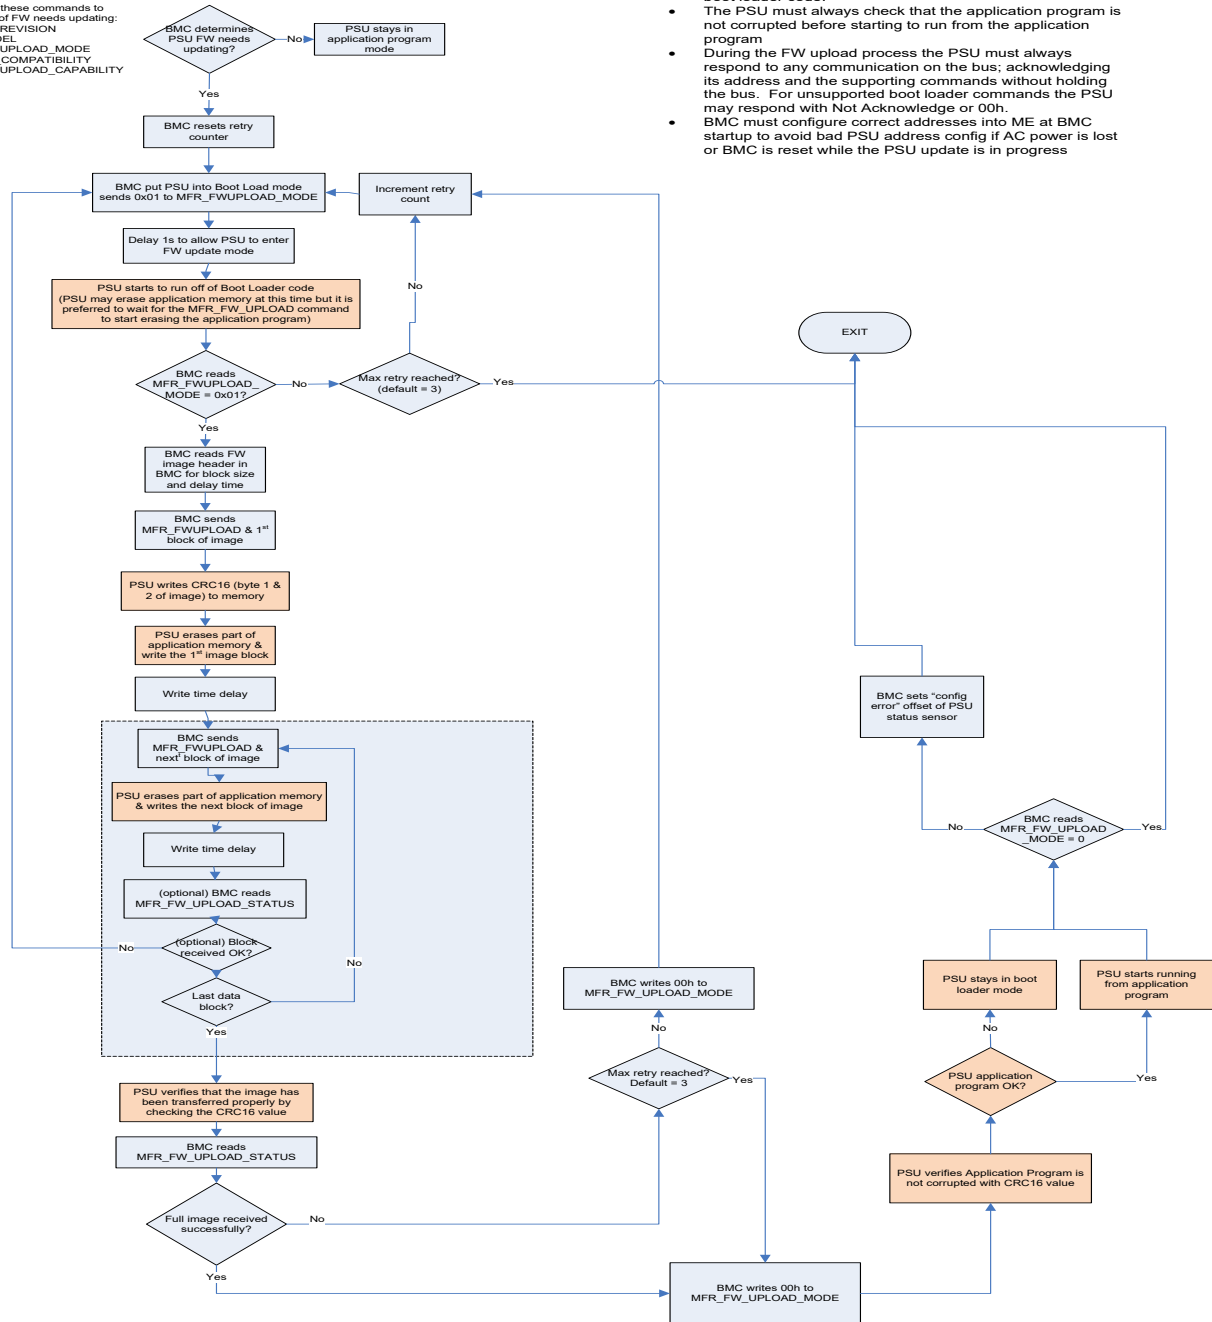 these commands to
of FW needs updating:
REVISION
DEL
UPLOAD_MODE
_COMPATIBILITY
UPLOAD_CAPABILITY
BMC determines
PSU FW needs
updating?
No
PSU stays in
application program
mode
The PSU must always check that the application program is
not corrupted before starting to run from the application
program
During the FW upload process the PSU must always
respond to any communication on the bus; acknowledging
its address and the supporting commands without holding
the bus. For unsupported boot loader commands the PSU
may respond with Not Acknowledge or 00h.
BMC must configure correct addresses into ME at BMC
startup to avoid bad PSU address config if AC power is lost
or BMC is reset while the PSU update is in progress
Yes
BMC resets retry
counter
BMC put PSU into Boot Load mode
sends 0x01 to MFR_FWUPLOAD_MODE
Increment retry
count
Delay 1s to allow PSU to enter
FW update mode
PSU starts to run off of Boot Loader code
(PSU may erase application memory at this time but it is
preferred to wait for the MFR_FW_UPLOAD command
to start erasing the application program)
No
EXIT
BMC reads
MFR_FWUPLOAD_
MODE = 0x01?
No
Max retry reached?
(default = 3)
Yes
Yes
BMC reads FW
image header in
BMC for block size
and delay time
BMC sends
MFR_FWUPLOAD & 1st
block of image
PSU writes CRC16 (byte 1 &
2 of image) to memory
PSU erases part of
application memory &
write the 1st image block
Write time delay
BMC sets “config
error” offset of PSU
status sensor
BMC sends
MFR_FWUPLOAD &
next block of image
PSU erases part of application memory
& writes the next block of image
Write time delay
No
BMC reads
MFR_FW_UPLOAD
_MODE = 0
Yes
(optional) BMC reads
MFR_FW_UPLOAD_STATUS
No
(optional) Block
received OK?
No
Last data
block?
Yes
BMC writes 00h to
MFR_FW_UPLOAD_MODE
PSU stays in boot
loader mode
PSU starts running
from application
program
No
No
Max retry reached?
Default = 3
Yes
PSU application
program OK?
Yes
PSU verifies that the image has
been transferred properly by
checking the CRC16 value
BMC reads
MFR_FW_UPLOAD_STATUS
PSU verifies Application Program is
not corrupted with CRC16 value
Full image received
successfully?
No
Yes
BMC writes 00h to
MFR_FW_UPLOAD_MODE